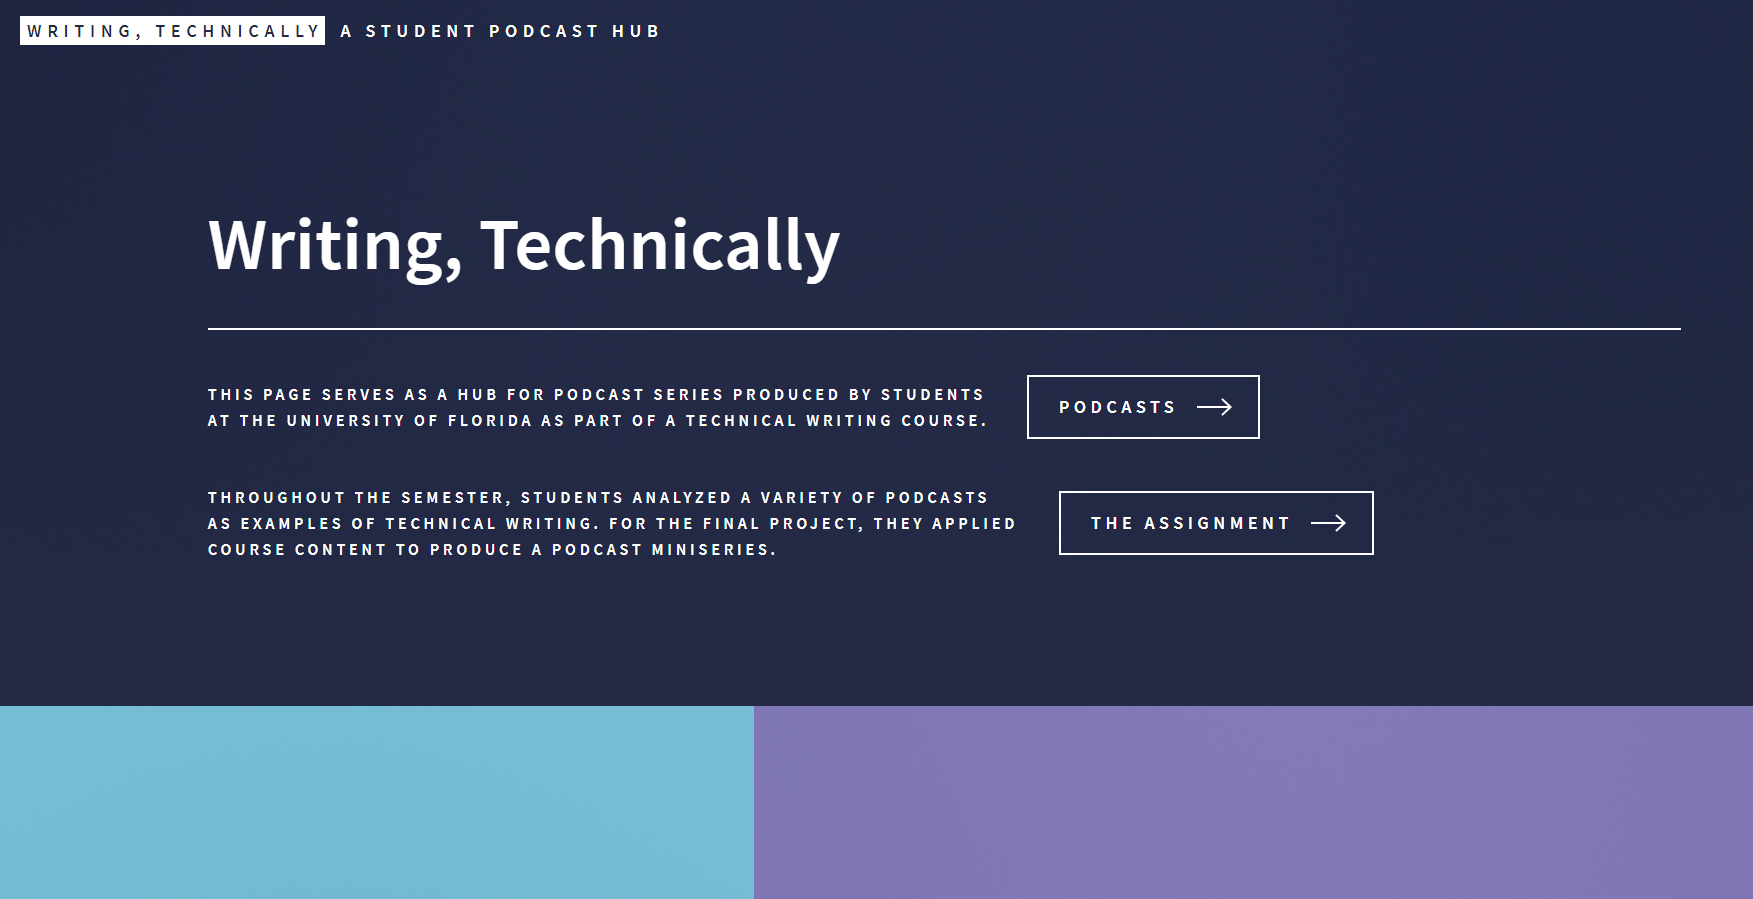 WRITING, TECHNICALLY A STUDENT PODCAST HUB
Writing, Technically
THIS PAGE SERVES AS A HUB FOR PODCAST SERIES PRODUCED BY STUDENTS
AT THE UNIVERSITY OF FLORIDA AS PART OF A TECHNICAL WRITING COURSE.
PODCASTS
THROUGHOUT THE SEMESTER, STUDENTS ANALYZED A VARIETY OF PODCASTS
AS EXAMPLES OF TECHNICAL WRITING. FOR THE FINAL PROJECT, THEY APPLIED
COURSE CONTENT TO PRODUCE A PODCAST MINISERIES.
THE ASSIGNMENT